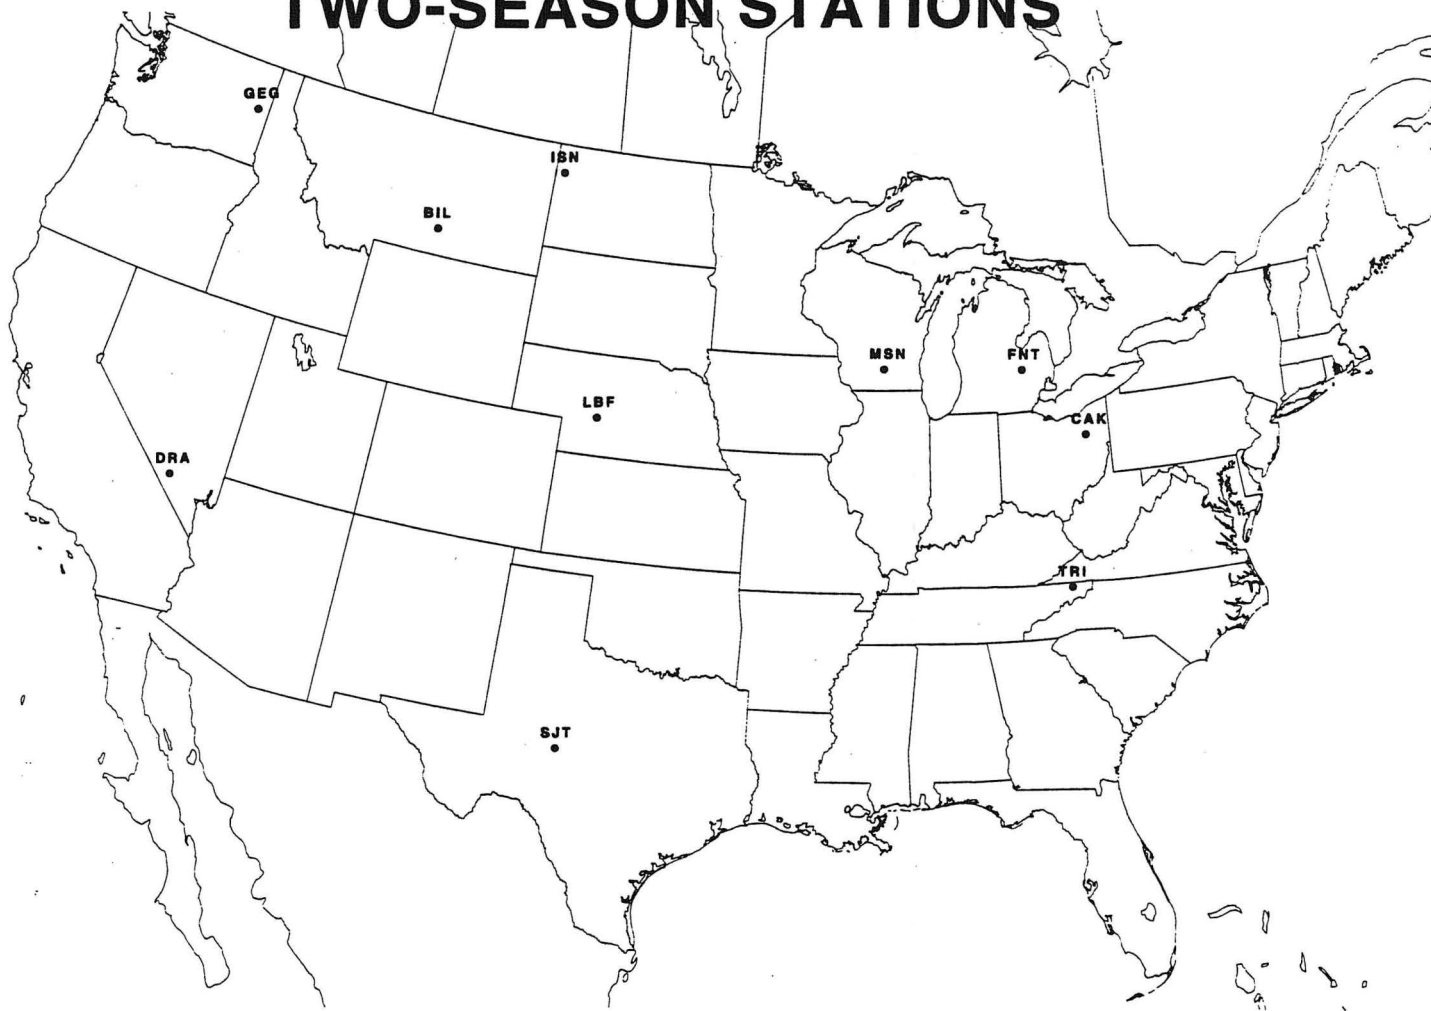 TWO-SEASON STATIONS
GEG
ISN
BIL
MSN
FNT
LBF
CAK
DRA
TRI
SJT